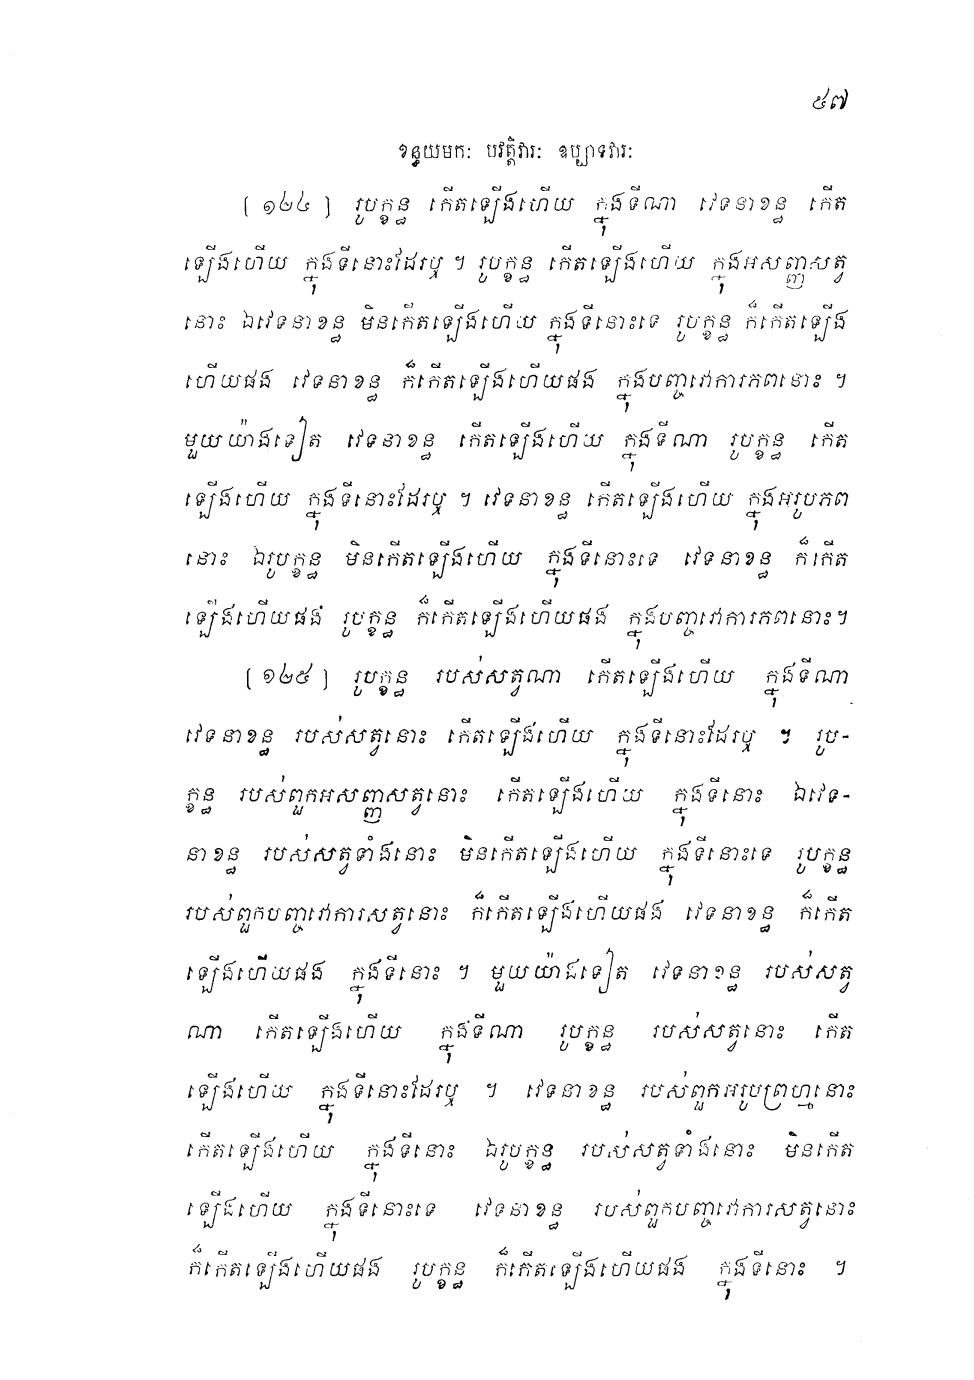 ៥៧
ខន្ធយមកៈ បវត្តិវារៈ ឧប្បាទវារៈ
( ១៤៤ ) រូបក្ខន្ធ កើតឡើងហើយ ក្នុងទីណា វេទនាខន្ធ កើត
ឡើងហើយ ក្នុងទីនោះដែរឬ ។ រូបក្ខន្ធ កើតឡើងហើយ ក្នុងអសញ្ញសត្វ
នោះ ឯវេទនាខន្ធ មិនកើតឡើងហើយ ក្នុងទីនោះទេ រូបក្ខន្ធ ក៏កើតឡើង
ហើយផង វេទនាខន្ធ ក៏កើតឡើងហើយផង ក្នុងបញ្ចវោការភពនោះ ។
មួយយ៉ាងទៀត វេទនាខន្ធ កើតឡើងហើយ ក្នុងទីណា រូបក្ខន្ធ កើត
ឡើងហើយ ក្នុងទីនោះដែរឬ ។ វេទនាខន្ធ កើតឡើងហើយ ក្នុងអរូបភព
នោះ ឯរូបក្ខន្ធ មិនកើតឡើងហើយ ក្នុងទីនោះទេ វេទនាខន្ធ ក៏កើត
ឡើងហើយផង រូបក្ខន្ធ ក៏កើតឡើងហើយផង ក្នុងបញ្ចវោការភពនោះ។
( ១៤៥ ) រូបក្ខន្ធ របស់សត្វណា កើតឡើងហើយ ក្នុងទីណា
វេទនាខន្ធ របស់សត្វនោះ កើតឡើងហើយ ក្នុងទីនោះដែរឬ ។ រូប-
ក្ខន្ធ របស់ពួកអសញ្ញសត្វនោះ កើតឡើងហើយ ក្នុងទីនោះ ឯវេទ-
នាខន្ធ របស់សត្វទាំងនោះ មិនកើតឡើងហើយ ក្នុងទីនោះទេ រូបក្ខន្ធ
របស់ពួកបញ្ចវោការសត្វនោះ ក៏កើតឡើងហើយផង វេទនាខន្ធ ក៏កើត
ឡើងហើយផង ក្នុងទីនោះ ។ មួយយ៉ាងទៀត វេទនាខន្ធ របស់សត្វ
ណា កើតឡើងហើយ ក្នុងទីណា រូបក្ខន្ធ របស់សត្វនោះ កើត
ឡើងហើយ ក្នុងទីនោះដែរឬ ។ វេទនាខន្ធ របស់ពួកអរូបព្រហ្មនោះ
កើតឡើងហើយ ក្នុងទីនោះ ឯរូបក្ខន្ធ របស់សត្វទាំងនោះ មិនកើត
ឡើងហើយ ក្នុងទីនោះទេ វេទនាខន្ធ របស់ពួកបញ្ចវោការសត្វនោះ
ក៏កើតឡើងហើយផង រូបក្ខន្ធ ក៏កើតឡើងហើយផង ក្នុងទីនោះ ។